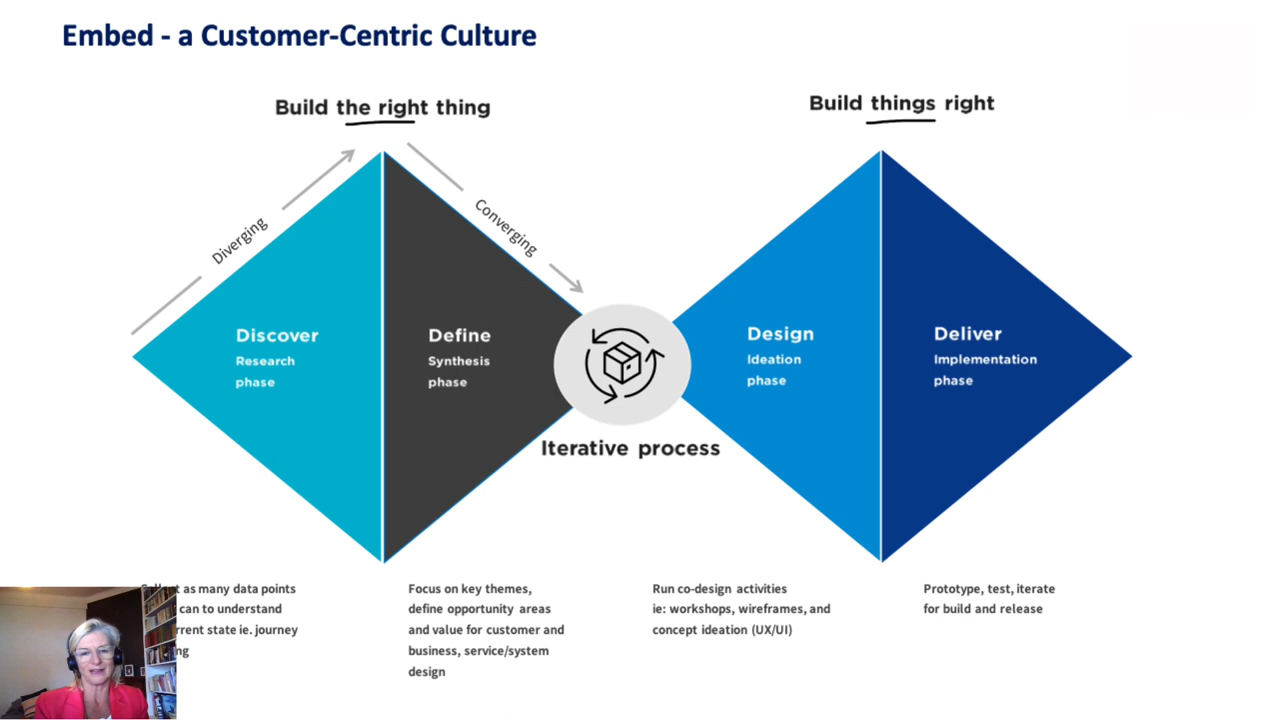 Embed - a Customer-Centric Culture
Build the right thing
Build things right
Diverging
Converging
Discover
Research
phase
Define
Synthesis
phase
Design
Ideation
phase
Deliver
Implementation
phase
Iterative process
as many data points
can to understand
state ie. journey
Focus on key themes,
define opportunity areas
and value for customer and
business, service/system
design
Run co-design activities
ie: workshops, wireframes, and
concept ideation (UX/UI)
Prototype, test, iterate
for build and release